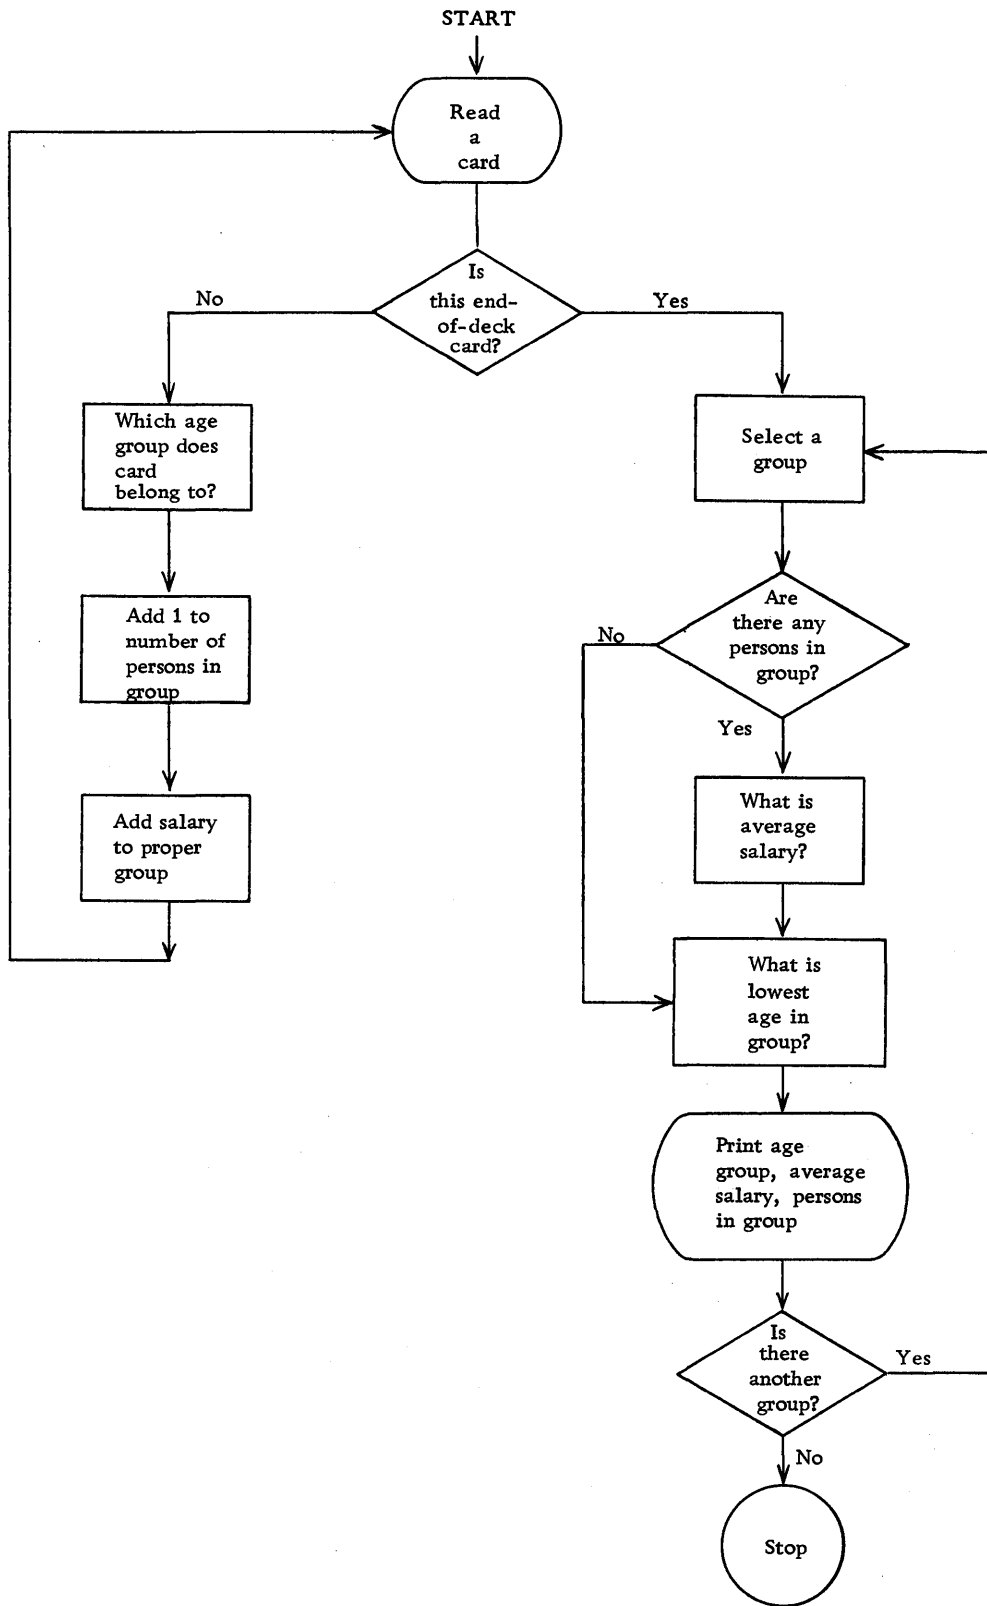 START
Read
a
card
Is
this end-
of-deck
card?
No
Yes
Which age
group does
card
belong to?
Add 1 to
number of
persons in
group
Add salary
to proper
group
Select a
group
Are
there any
persons in
group?
No
Yes
What is
average
salary?
What is
lowest
age in
group?
Print age
group, average
salary, persons
in group
Is
there
another
group?
Yes
No
Stop